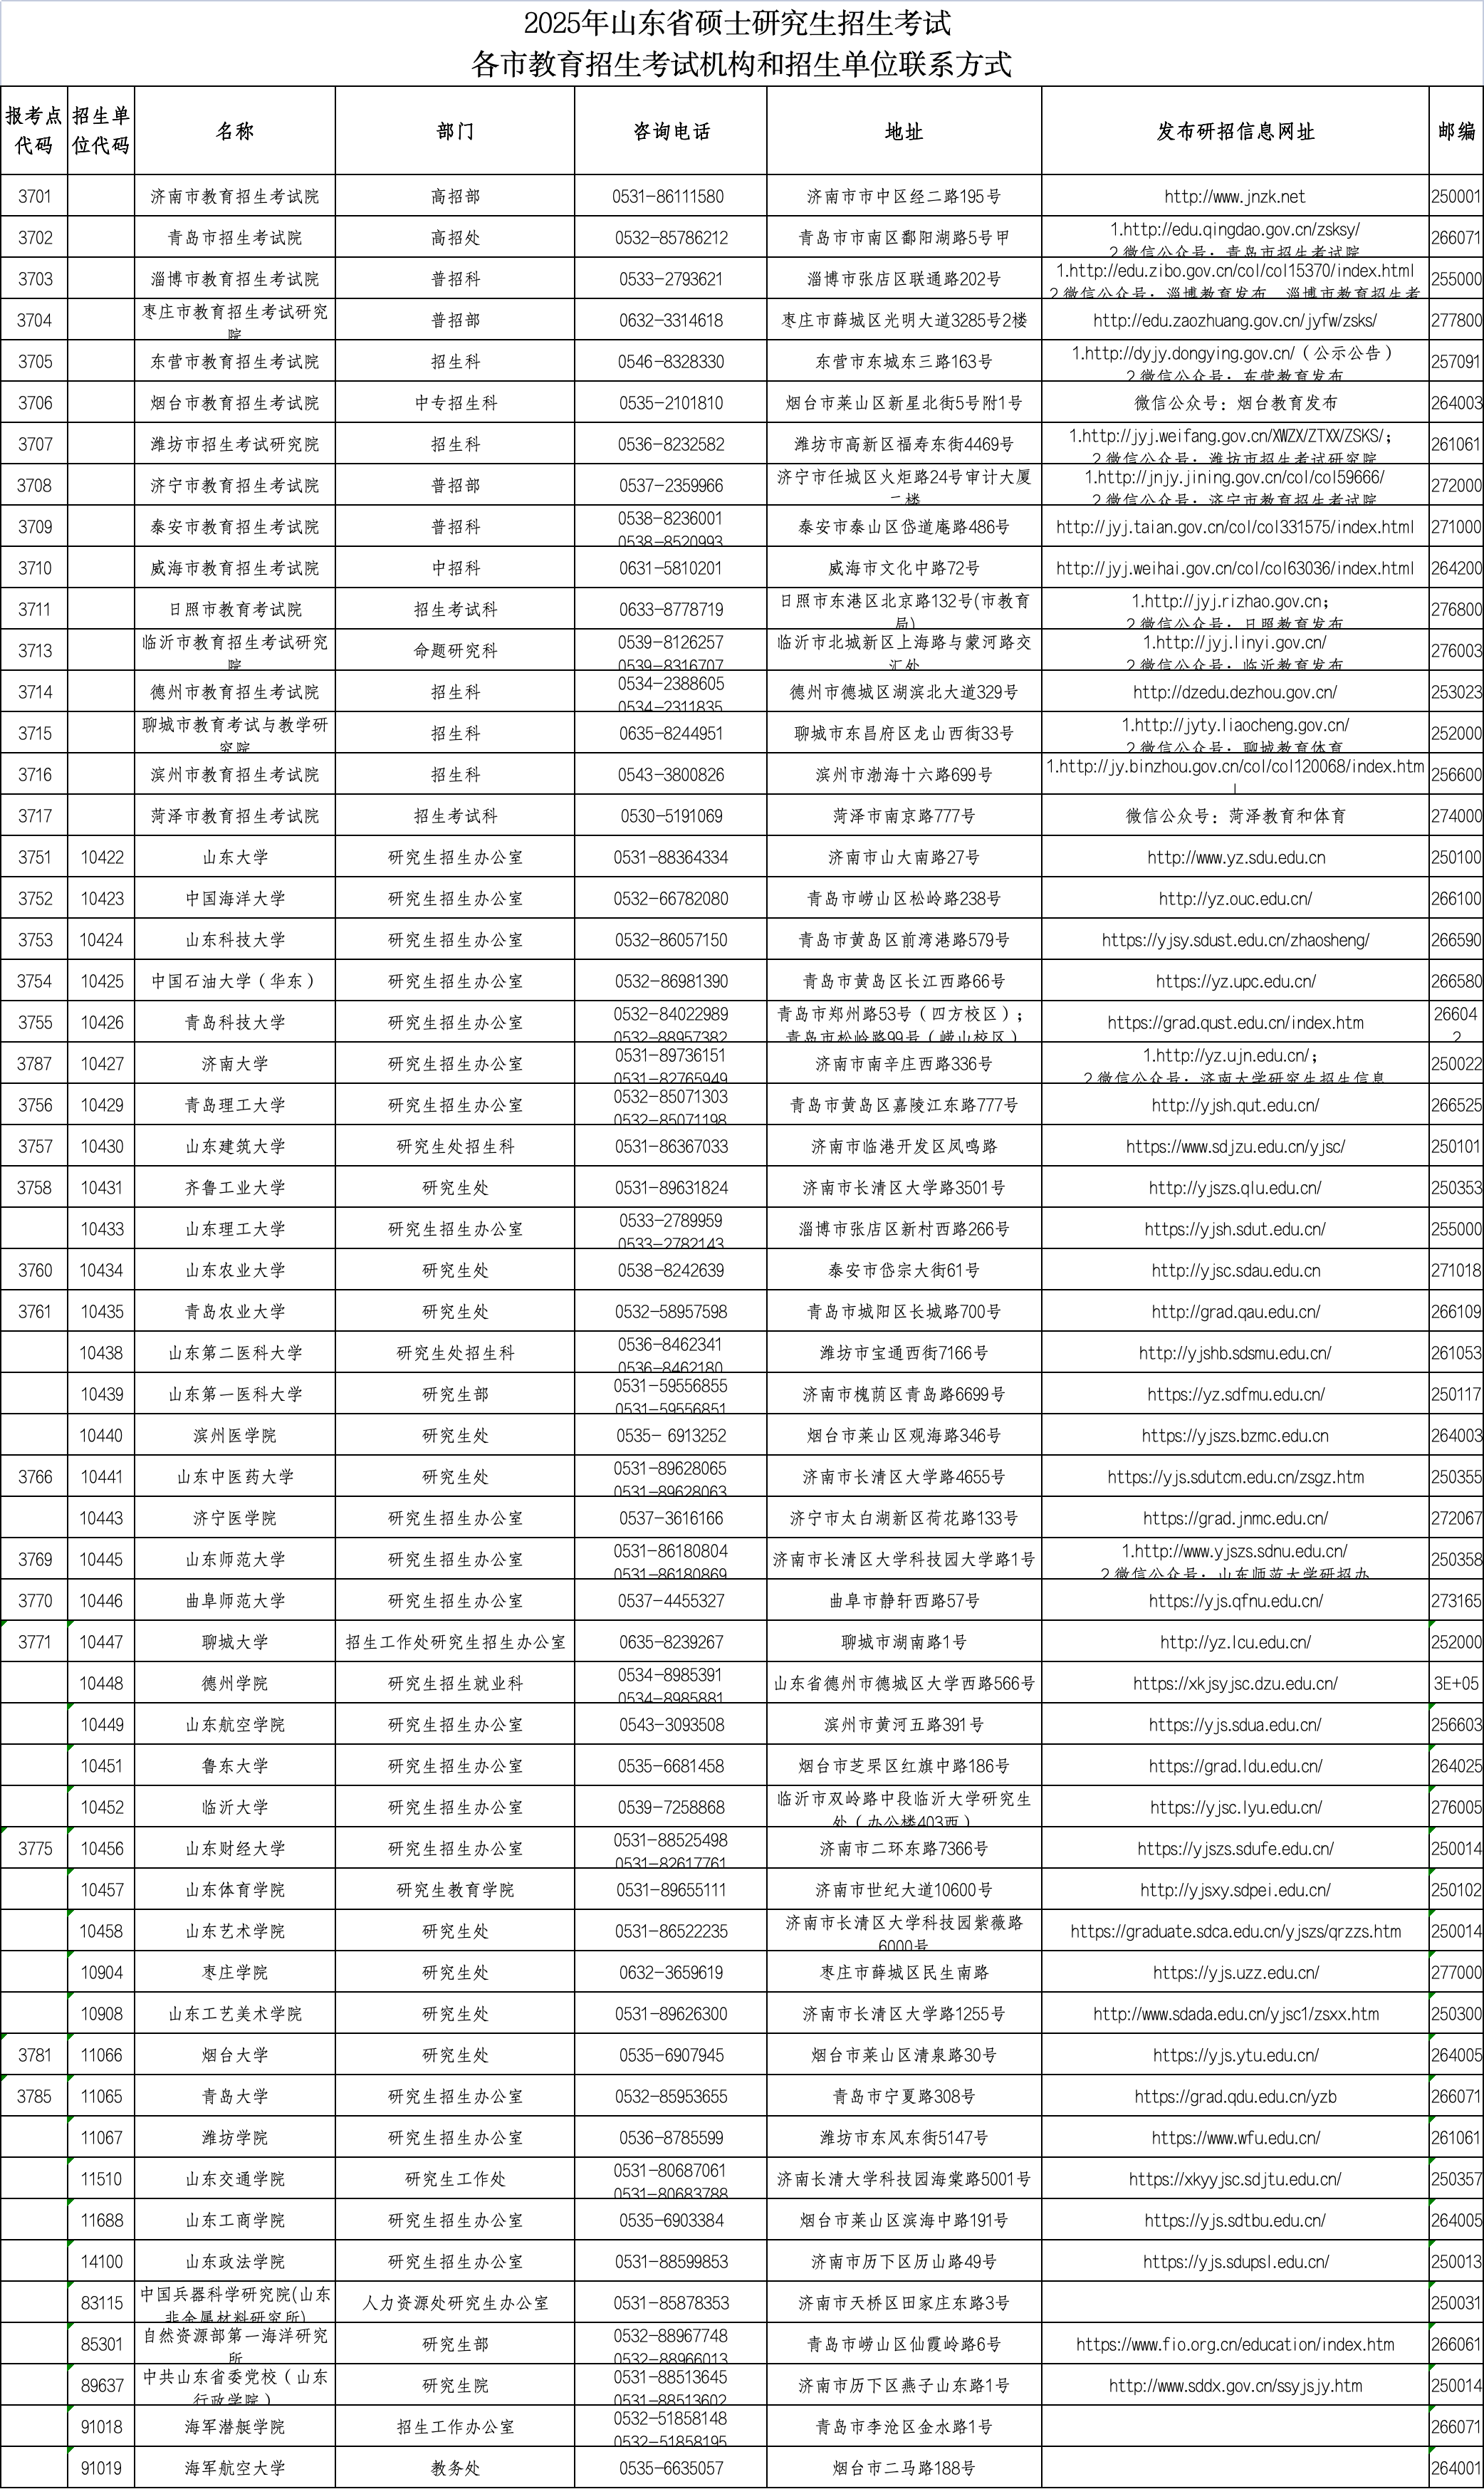 2025年山东省硕士研究生招生考试
各市教育招生考试机构和招生单位联系方式
报考点代码 招生单位代码 名称 部门 咨询电话 地址 发布研招信息网址 邮编
3701 济南市教育招生考试院 高招部 0531-86111580 济南市市中区经二路195号 http://www.jnzk.net 250001
3702 青岛市招生考试院 高招处 0532-85786212 青岛市市南区鄱阳湖路5号甲 1.http://edu.qingdao.gov.cn/zsksy/ 266071
2.微信公众号：青岛市招生考试院
3703 淄博市教育招生考试院 普招科 0533-2793621 淄博市张店区联通路202号 1.http://edu.zibo.gov.cn/col/col15370/index.html 255000
2.微信公众号：淄博教育发布、淄博市教育招生考
3704 枣庄市教育招生考试研究院 普招部 0632-3314618 枣庄市薛城区光明大道3285号2楼 http://edu.zaozhuang.gov.cn/jyfw/zsks/ 277800
3705 东营市教育招生考试院 招生科 0546-8328330 东营市东城东三路163号 1.http://dyjy.dongying.gov.cn/（公示公告） 257091
2.微信公众号：东营教育发布
3706 烟台市教育招生考试院 中专招生科 0535-2101810 烟台市莱山区新星北街5号附1号 微信公众号：烟台教育发布 264003
3707 潍坊市招生考试研究院 招生科 0536-8232582 潍坊市高新区福寿东街4469号 1.http://jyj.weifang.gov.cn/XWZX/ZTXX/ZSKS/； 261061
2.微信公众号：潍坊市招生考试研究院
3708 济宁市教育招生考试院 普招部 0537-2359966 济宁市任城区火炬路24号审计大厦二楼 1.http://jnjy.jining.gov.cn/col/col59666/ 272000
2.微信公众号：济宁市教育招生考试院
3709 泰安市教育招生考试院 普招科 0538-8236001 0538-8520993 泰安市泰山区岱道庵路486号 http://jyj.taian.gov.cn/col/col331575/index.html 271000
3710 威海市教育招生考试院 中招科 0631-5810201 威海市文化中路72号 http://jyj.weihai.gov.cn/col/col63036/index.html 264200
3711 日照市教育考试院 招生考试科 0633-8778719 日照市东港区北京路132号(市教育局) 1.http://jyj.rizhao.gov.cn； 276800
2.微信公众号：日照教育发布
3713 临沂市教育招生考试研究院 命题研究科 0539-8126257 0539-8316707 临沂市北城新区上海路与蒙河路交汇处 1.http://jyj.linyi.gov.cn/ 276003
2.微信公众号：临沂教育发布
3714 德州市教育招生考试院 招生科 0534-2388605 0534-2311835 德州市德城区湖滨北大道329号 http://dzedu.dezhou.gov.cn/ 253023
3715 聊城市教育考试与教学研究院 招生科 0635-8244951 聊城市东昌府区龙山西街33号 1.http://jyty.liaocheng.gov.cn/ 252000
2.微信公众号：聊城教育体育
3716 滨州市教育招生考试院 招生科 0543-3800826 滨州市渤海十六路699号 1.http://jy.binzhou.gov.cn/col/col120068/index.html 256600
3717 菏泽市教育招生考试院 招生考试科 0530-5191069 菏泽市南京路777号 微信公众号：菏泽教育和体育 274000
3751 10422 山东大学 研究生招生办公室 0531-88364334 济南市山大南路27号 http://www.yz.sdu.edu.cn 250100
3752 10423 中国海洋大学 研究生招生办公室 0532-66782080 青岛市崂山区松岭路238号 http://yz.ouc.edu.cn/ 266100
3753 10424 山东科技大学 研究生招生办公室 0532-86057150 青岛市黄岛区前湾港路579号 https://yjsy.sdust.edu.cn/zhaosheng/ 266590
3754 10425 中国石油大学（华东） 研究生招生办公室 0532-86981390 青岛市黄岛区长江西路66号 https://yz.upc.edu.cn/ 266580
3755 10426 青岛科技大学 研究生招生办公室 0532-84022989 0532-88957382 青岛市郑州路53号（四方校区）；青岛市松岭路99号（崂山校区） https://grad.qust.edu.cn/index.htm 266042
3787 10427 济南大学 研究生招生办公室 0531-89736151 0531-82765949 济南市南辛庄西路336号 1.http://yz.ujn.edu.cn/； 250022
2.微信公众号：济南大学研究生招生信息
3756 10429 青岛理工大学 研究生招生办公室 0532-85071303 0532-85071198 青岛市黄岛区嘉陵江东路777号 http://yjsh.qut.edu.cn/ 266525
3757 10430 山东建筑大学 研究生处招生科 0531-86367033 济南市临港开发区凤鸣路 https://www.sdjzu.edu.cn/yjsc/ 250101
3758 10431 齐鲁工业大学 研究生处 0531-89631824 济南市长清区大学路3501号 http://yjszs.qlu.edu.cn/ 250353
10433 山东理工大学 研究生招生办公室 0533-2789959 0533-2782143 淄博市张店区新村西路266号 https://yjsh.sdut.edu.cn/ 255000
3760 10434 山东农业大学 研究生处 0538-8242639 泰安市岱宗大街61号 http://yjsc.sdau.edu.cn 271018
3761 10435 青岛农业大学 研究生处 0532-58957598 青岛市城阳区长城路700号 http://grad.qau.edu.cn/ 266109
10438 山东第二医科大学 研究生处招生科 0536-8462341 0536-8462180 潍坊市宝通西街7166号 http://yjshb.sdsmu.edu.cn/ 261053
10439 山东第一医科大学 研究生部 0531-59556855 0531-59556851 济南市槐荫区青岛路6699号 https://yz.sdfmu.edu.cn/ 250117
10440 滨州医学院 研究生处 0535- 6913252 烟台市莱山区观海路346号 https://yjszs.bzmc.edu.cn 264003
3766 10441 山东中医药大学 研究生处 0531-89628065 0531-89628063 济南市长清区大学路4655号 https://yjs.sdutcm.edu.cn/zsgz.htm 250355
10443 济宁医学院 研究生招生办公室 0537-3616166 济宁市太白湖新区荷花路133号 https://grad.jnmc.edu.cn/ 272067
3769 10445 山东师范大学 研究生招生办公室 0531-86180804 0531-86180869 济南市长清区大学科技园大学路1号 1.http://www.yjszs.sdnu.edu.cn/ 250358
2.微信公众号：山东师范大学研招办
3770 10446 曲阜师范大学 研究生招生办公室 0537-4455327 曲阜市静轩西路57号 https://yjs.qfnu.edu.cn/ 273165
3771 10447 聊城大学 招生工作处研究生招生办公室 0635-8239267 聊城市湖南路1号 http://yz.lcu.edu.cn/ 252000
10448 德州学院 研究生招生就业科 0534-8985391 0534-8985881 山东省德州市德城区大学西路566号 https://xkjsyjsc.dzu.edu.cn/ 3E+05
10449 山东航空学院 研究生招生办公室 0543-3093508 滨州市黄河五路391号 https://yjs.sdua.edu.cn/ 256603
10451 鲁东大学 研究生招生办公室 0535-6681458 烟台市芝罘区红旗中路186号 https://grad.ldu.edu.cn/ 264025
10452 临沂大学 研究生招生办公室 0539-7258868 临沂市双岭路中段临沂大学研究生处（办公楼403西） https://yjsc.lyu.edu.cn/ 276005
3775 10456 山东财经大学 研究生招生办公室 0531-88525498 0531-82617761 济南市二环东路7366号 https://yjszs.sdufe.edu.cn/ 250014
10457 山东体育学院 研究生教育学院 0531-89655111 济南市世纪大道10600号 http://yjsxy.sdpei.edu.cn/ 250102
10458 山东艺术学院 研究生处 0531-86522235 济南市长清区大学科技园紫薇路6000号 https://graduate.sdca.edu.cn/yjszs/qrzzs.htm 250014
10904 枣庄学院 研究生处 0632-3659619 枣庄市薛城区民生南路 https://yjs.uzz.edu.cn/ 277000
10908 山东工艺美术学院 研究生处 0531-89626300 济南市长清区大学路1255号 http://www.sdada.edu.cn/yjsc1/zsxx.htm 250300
3781 11066 烟台大学 研究生处 0535-6907945 烟台市莱山区清泉路30号 https://yjs.ytu.edu.cn/ 264005
3785 11065 青岛大学 研究生招生办公室 0532-85953655 青岛市宁夏路308号 https://grad.qdu.edu.cn/yzb 266071
11067 潍坊学院 研究生招生办公室 0536-8785599 潍坊市东风东街5147号 https://www.wfu.edu.cn/ 261061
11510 山东交通学院 研究生工作处 0531-80687061 0531-80683788 济南长清大学科技园海棠路5001号 https://xkyyjsc.sdjtu.edu.cn/ 250357
11688 山东工商学院 研究生招生办公室 0535-6903384 烟台市莱山区滨海中路191号 https://yjs.sdtbu.edu.cn/ 264005
14100 山东政法学院 研究生招生办公室 0531-88599853 济南市历下区历山路49号 https://yjs.sdupsl.edu.cn/ 250013
83115 中国兵器科学研究院(山东非金属材料研究所) 人力资源处研究生办公室 0531-85878353 济南市天桥区田家庄东路3号 250031
85301 自然资源部第一海洋研究所 研究生部 0532-88967748 0532-88966013 青岛市崂山区仙霞岭路6号 https://www.fio.org.cn/education/index.htm 266061
89637 中共山东省委党校（山东行政学院） 研究生院 0531-88513645 0531-88513602 济南市历下区燕子山东路1号 http://www.sddx.gov.cn/ssyjsjy.htm 250014
91018 海军潜艇学院 招生工作办公室 0532-51858148 0532-51858195 青岛市李沧区金水路1号 266071
91019 海军航空大学 教务处 0535-6635057 烟台市二马路188号 264001